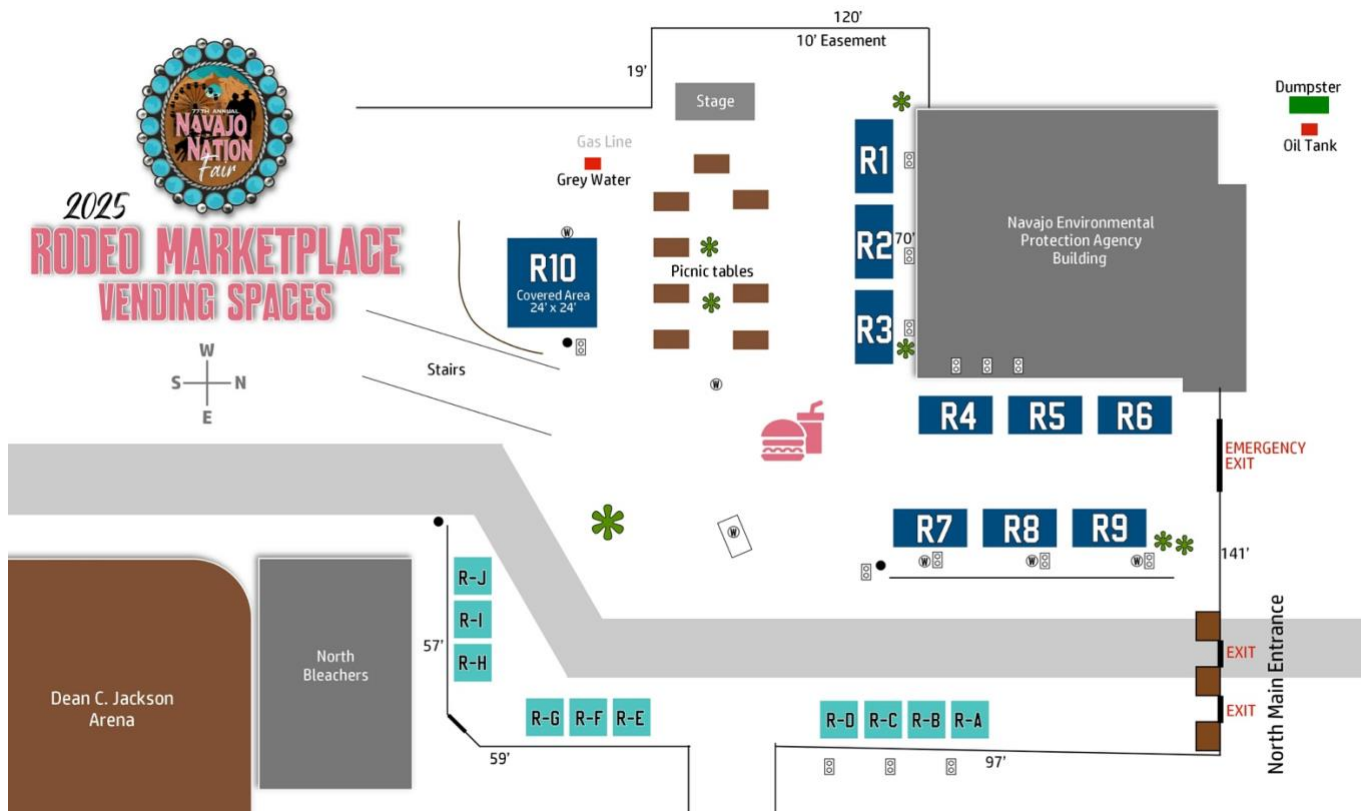 77TH ANNUAL
NAVAJO
NATION
Fair
2025
RODEO MARKETPLACE
VENDING SPACES
W
S N
E
120'
10' Easement
19'
Stage
Gas Line
Grey Water
Dumpster
Oil Tank
W
R10
Covered Area
24' x 24'
Picnic tables
R1
R2
70'
R3
Navajo Environmental
Protection Agency
Building
Stairs
W
R4 R5 R6
EMERGENCY
EXIT
W
R7 R8 R9
W W W
141'
North Main Entrance
EXIT
EXIT
R-J
R-I
R-H
57'
North
Bleachers
Dean C. Jackson
Arena
R-G R-F R-E
59'
R-D R-C R-B R-A
97'